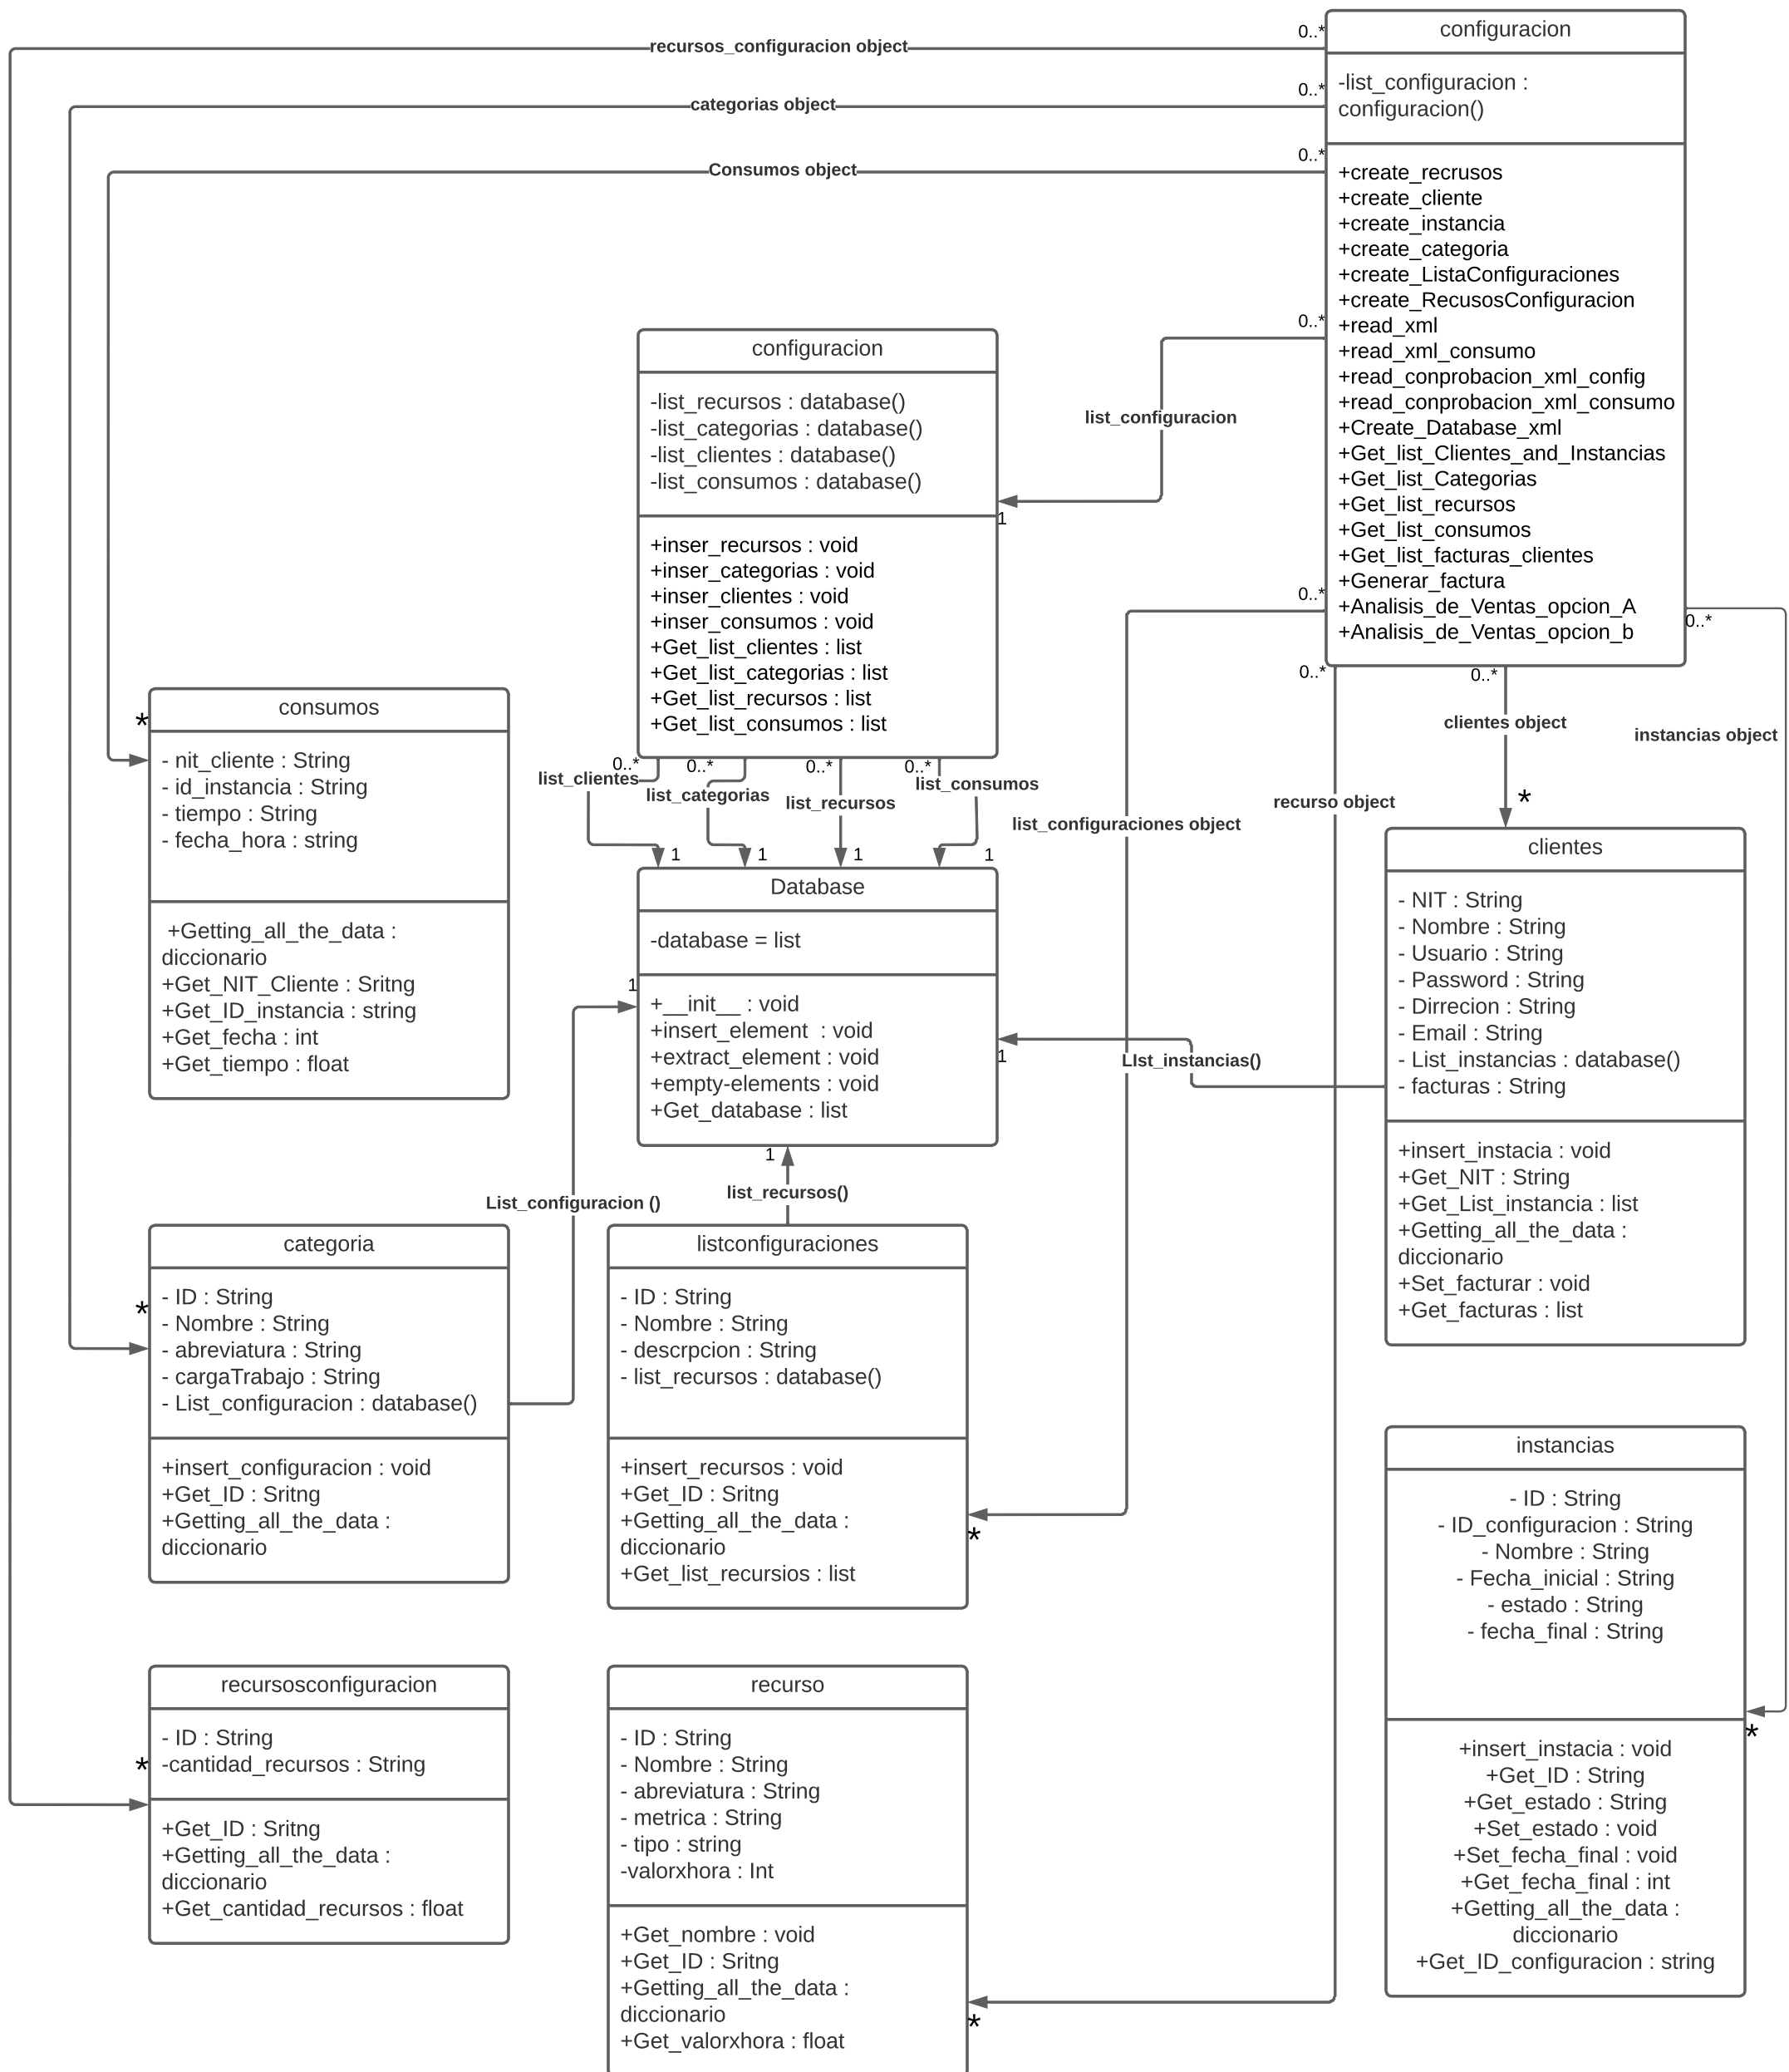 configuracion
-list_configuracion :
configuracion()
+create_recrusos
+create_cliente
+create_instancia
+create_categoria
+create_ListaConfiguraciones
+create_RecusosConfiguracion
+read_xml
+read_xml_consumo
+read_conprobacion_xml_config
+read_conprobacion_xml_consumo
+Create_Database_xml
+Get_list_Clientes_and_Instancias
+Get_list_Categorias
+Get_list_recursos
+Get_list_consumos
+Get_list_facturas_clientes
+Generar_factura
+Analisis_de_Ventas_opcion_A
+Analisis_de_Ventas_opcion_b
recursos_configuracion object
0..*
categorias object
0..*
Consumos object
0..*
0..*
list_configuracion
1
0..*
0..*
0..*
0..*
configuracion
-list_recursos : database()
-list_categorias : database()
-list_clientes : database()
-list_consumos : database()
+inser_recursos : void
+inser_categorias : void
+inser_clientes : void
+inser_consumos : void
+Get_list_clientes : list
+Get_list_categorias : list
+Get_list_recursos : list
+Get_list_consumos : list
0..*
0..*
0..*
0..*
list_clientes
list_categorias
list_recursos
list_consumos
1
1
1
1
clientes object
instancias object
recurso object
list_configuraciones object
*
consumos
*
- nit_cliente : String
- id_instancia : String
- tiempo : String
- fecha_hora : string
+Getting_all_the_data :
diccionario
+Get_NIT_Cliente : Sritng
+Get_ID_instancia : string
+Get_fecha : int
+Get_tiempo : float
Database
-database = list
+__init__ : void
+insert_element  : void
+extract_element : void
+empty-elements : void
+Get_database : list
1
1
LIst_instancias()
1
list_recursos()
List_configuracion ()
clientes
- NIT : String
- Nombre : String
- Usuario : String
- Password : String
- Dirrecion : String
- Email : String
- List_instancias : database()
- facturas : String
+insert_instacia : void
+Get_NIT : String
+Get_List_instancia : list
+Getting_all_the_data :
diccionario
+Set_facturar : void
+Get_facturas : list
categoria
*
- ID : String
- Nombre : String
- abreviatura : String
- cargaTrabajo : String
- List_configuracion : database()
+insert_configuracion : void
+Get_ID : Sritng
+Getting_all_the_data :
diccionario
listconfiguraciones
- ID : String
- Nombre : String
- descrpcion : String
- list_recursos : database()
+insert_recursos : void
+Get_ID : Sritng
+Getting_all_the_data :
diccionario
+Get_list_recursios : list
*
instancias
- ID : String
- ID_configuracion : String
- Nombre : String
- Fecha_inicial : String
- estado : String
- fecha_final : String
*
+insert_instacia : void
+Get_ID : String
+Get_estado : String
+Set_estado : void
+Set_fecha_final : void
+Get_fecha_final : int
+Getting_all_the_data :
diccionario
+Get_ID_configuracion : string
recursosconfiguracion
- ID : String
-cantidad_recursos : String
*
+Get_ID : Sritng
+Getting_all_the_data :
diccionario
+Get_cantidad_recursos : float
recurso
- ID : String
- Nombre : String
- abreviatura : String
- metrica : String
- tipo : string
-valorxhora : Int
+Get_nombre : void
+Get_ID : Sritng
+Getting_all_the_data :
diccionario
+Get_valorxhora : float
*